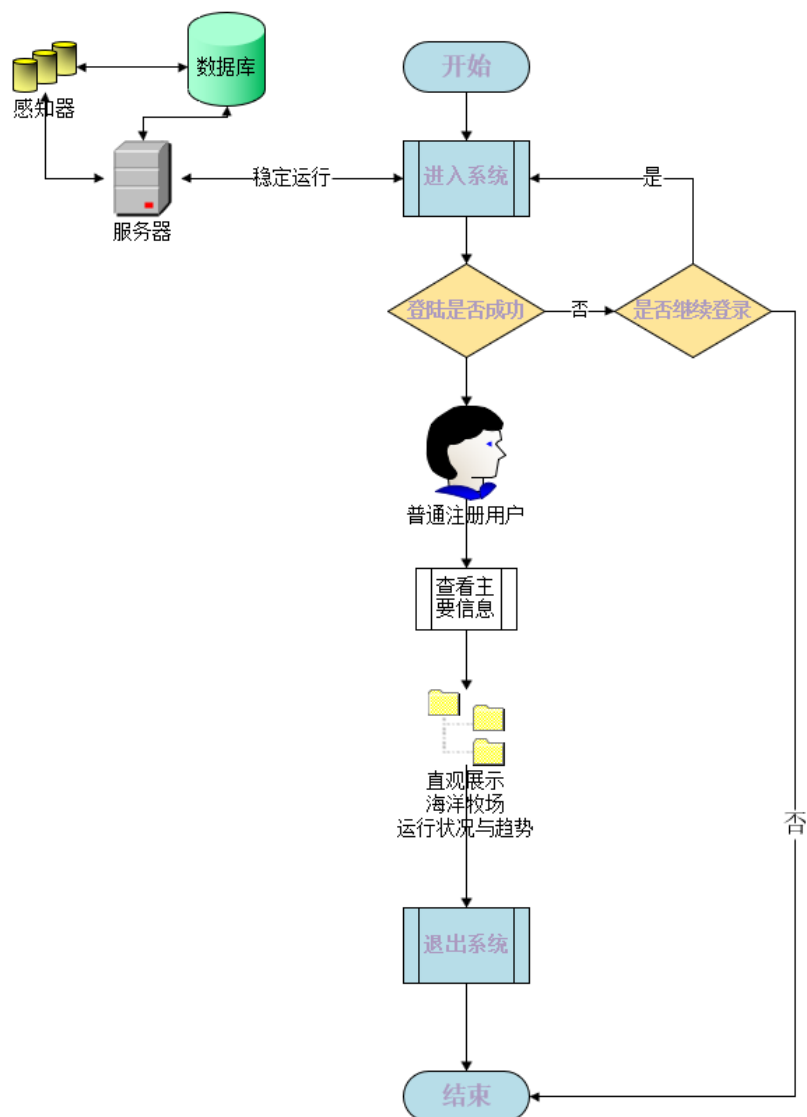 数据库
开始
感知器
稳定运行
进入系统
是
服务器
登陆是否成功
否
是否继续登录
普通注册用户
查看主
要信息
直观展示
海洋牧场
运行状况与趋势
否
退出系统
结束